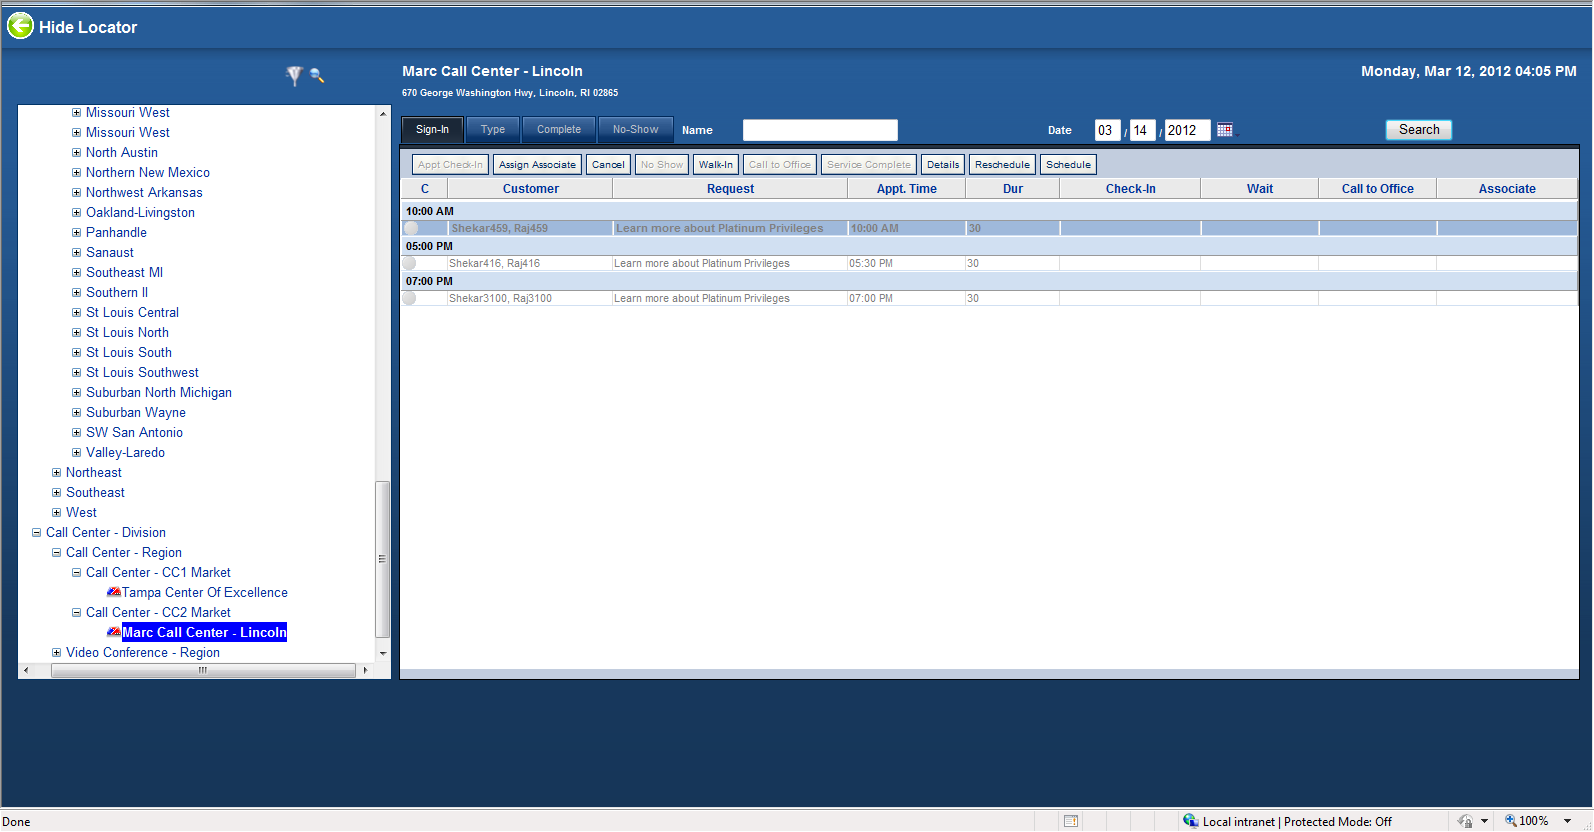 Hide Locator
Marc Call Center - Lincoln
Monday, Mar 12, 2012 04:05 PM
670 George Washington Hwy, Lincoln, RI 02865
Sign-In Type Complete No-Show Name Date 03 / 14 / 2012 Search
Appt Check-In Assign Associate Cancel No Show Walk-In Call to Office Service Complete Details Reschedule Schedule
C Customer Request Appt. Time Dur Check-In Wait Call to Office Associate
10:00 AM
Shekar459, Raj459 Learn more about Platinum Privileges 10:00 AM 30
05:00 PM
Shekar416, Raj416 Learn more about Platinum Privileges 05:30 PM 30
07:00 PM
Shekar3100, Raj3100 Learn more about Platinum Privileges 07:00 PM 30
Missouri West
Missouri West
North Austin
Northern New Mexico
Northwest Arkansas
Oakland-Livingston
Panhandle
Sanaust
Southeast MI
Southern Il
St Louis Central
St Louis North
St Louis South
St Louis Southwest
Suburban North Michigan
Suburban Wayne
SW San Antonio
Valley-Laredo
Northeast
Southeast
West
Call Center - Division
Call Center - Region
Call Center - CC1 Market
Tampa Center Of Excellence
Call Center - CC2 Market
Marc Call Center - Lincoln
Video Conference - Region
Done
Local intranet | Protected Mode: Off
100%